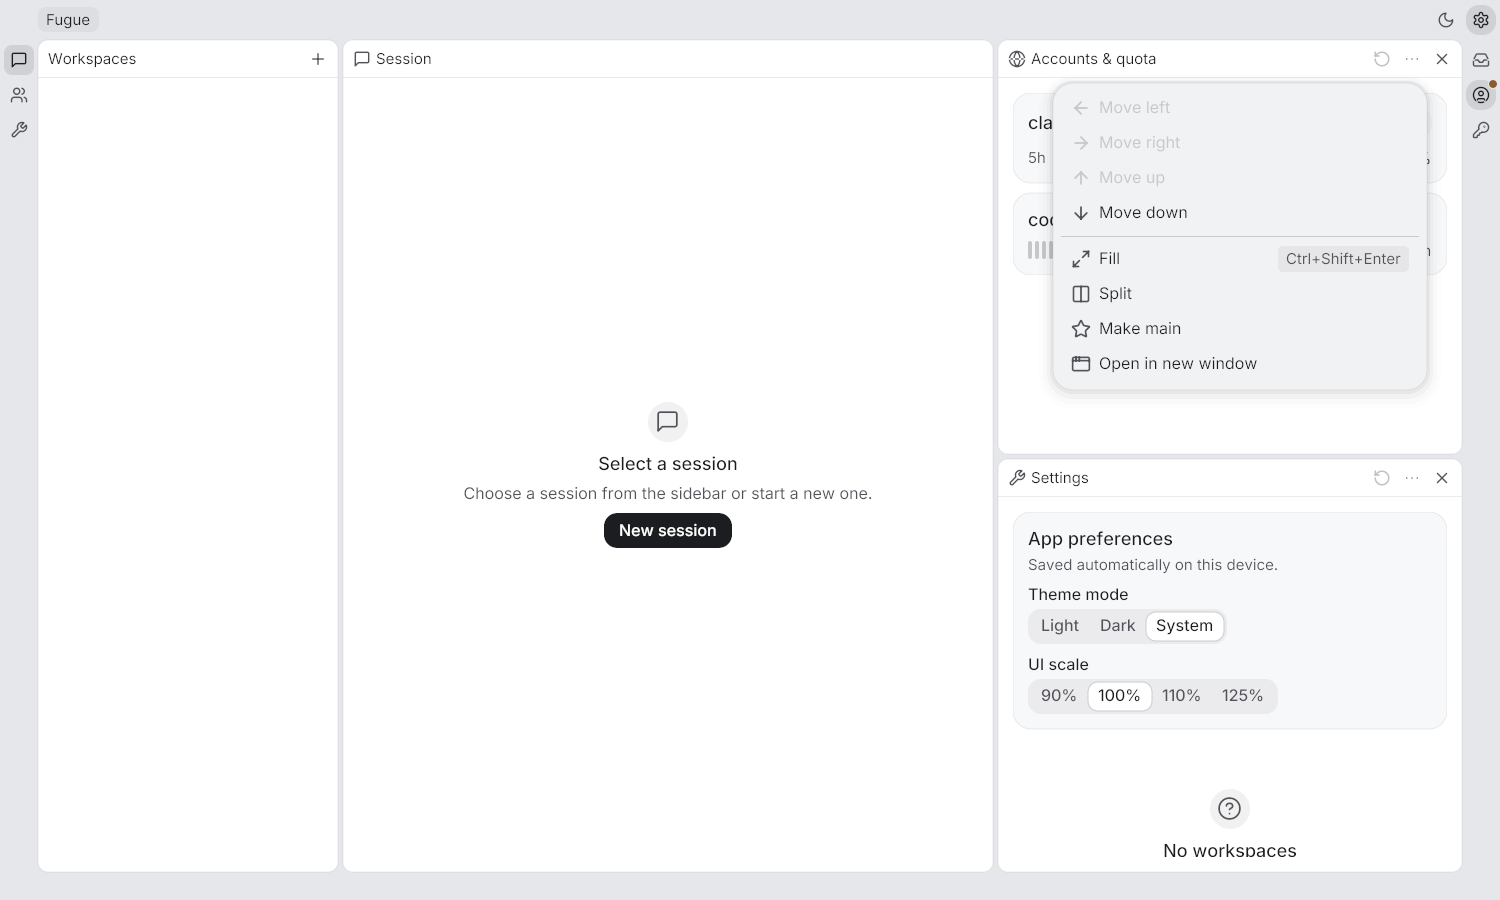 Fugue
Workspaces
Session
Select a session
Choose a session from the sidebar or start a new one.
New session
Accounts & quota
5h
Move left
Move right
Move up
Move down
Fill Ctrl+Shift+Enter
Split
Make main
Open in new window
Settings
App preferences
Saved automatically on this device.
Theme mode
Light Dark System
UI scale
90% 100% 110% 125%
No workspaces